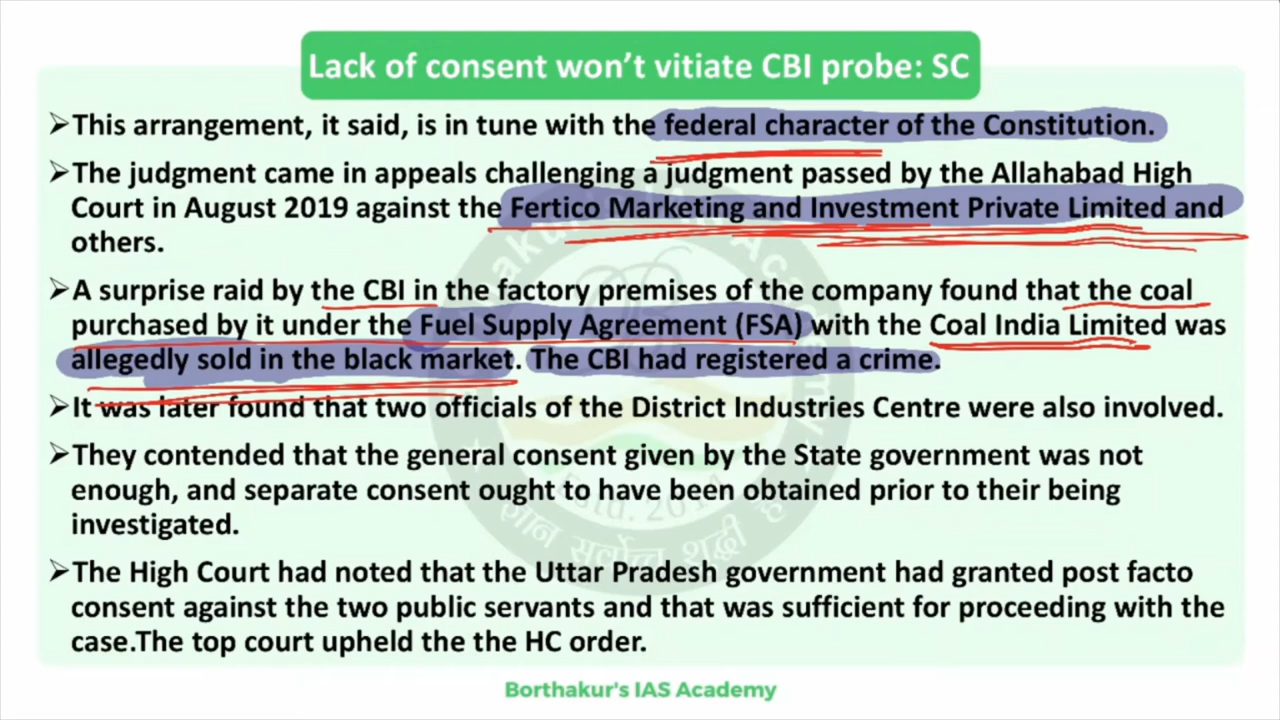 Lack of consent won’t vitiate CBI probe: SC
➢This arrangement, it said, is in tune with the federal character of the Constitution.
➢The judgment came in appeals challenging a judgment passed by the Allahabad High
Court in August 2019 against the Fertico Marketing and Investment Private Limited and
others.
➢A surprise raid by the CBI in the factory premises of the company found that the coal
purchased by it under the Fuel Supply Agreement (FSA) with the Coal India Limited was
allegedly sold in the black market. The CBI had registered a crime.
➢It was later found that two officials of the District Industries Centre were also involved.
➢They contended that the general consent given by the State government was not
enough, and separate consent ought to have been obtained prior to their being
investigated.
➢The High Court had noted that the Uttar Pradesh government had granted post facto
consent against the two public servants and that was sufficient for proceeding with the
case.The top court upheld the the HC order.
Borthakur's IAS Academy